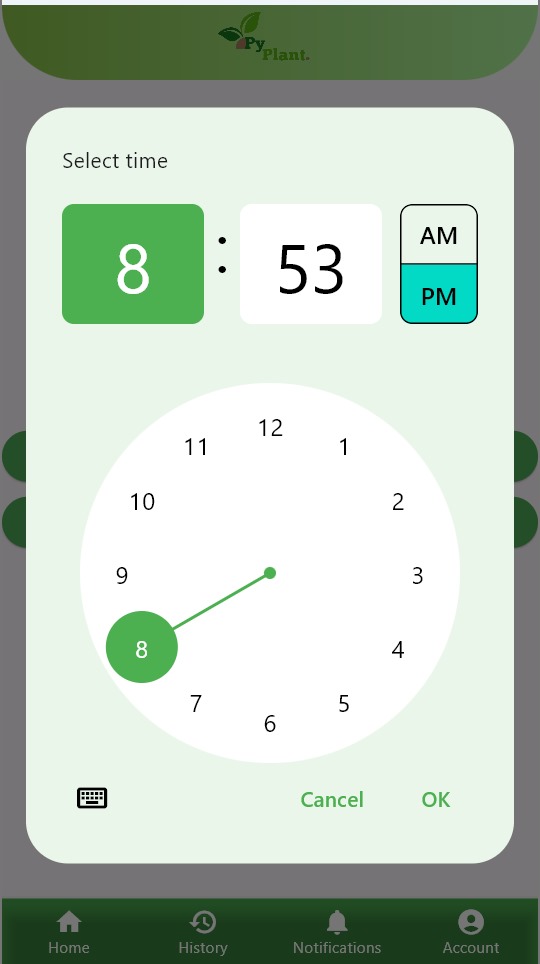 Py
Plant.
Select time
8 : 53
AM
PM
12
11 1
10 2
9 3
8 4
7 5
6
Cancel OK
Home History Notifications Account